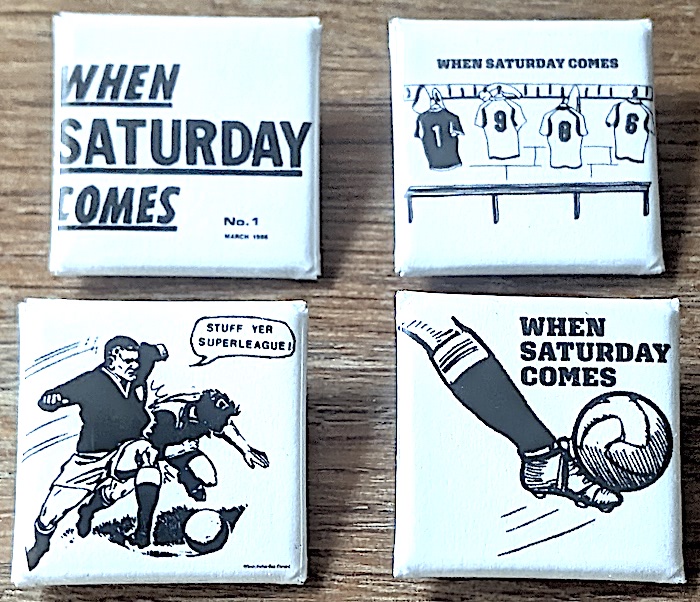 WHEN
SATURDAY
COMES
No.1
MARCH 1986
WHEN SATURDAY COMES
1
9
8
6
STUFF YER
SUPERLEAGUE!
WHEN
SATURDAY
COMES